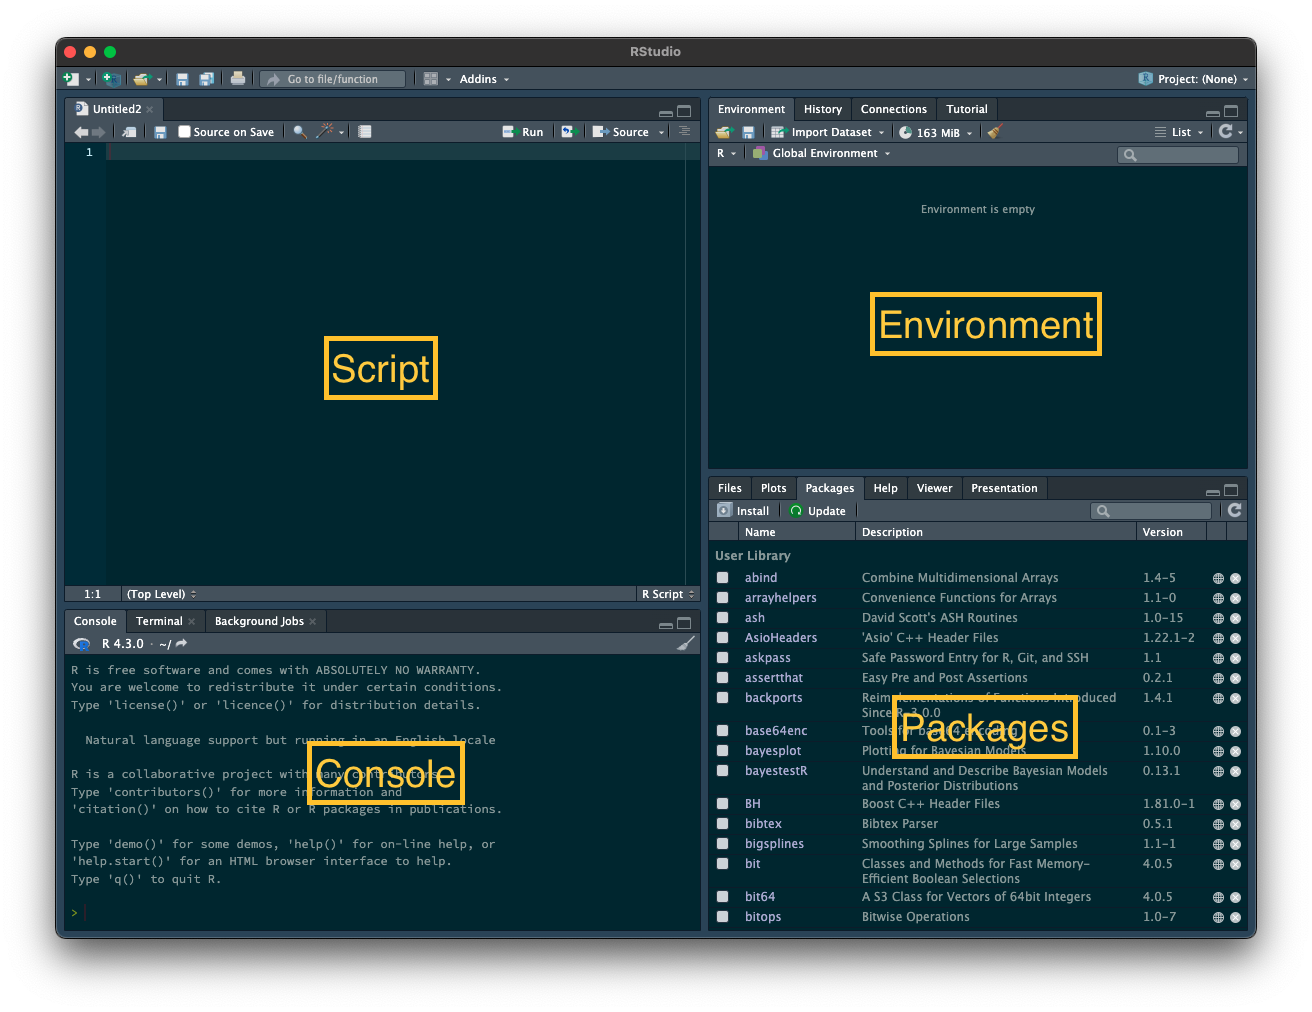 RStudio
Go to file/function
Addins
Project: (None)
Untitled2
Source on Save
Run
Source
1
Script
1:1
(Top Level)
R Script
Console
Terminal
Background Jobs
R 4.3.0 · ~/
R is free software and comes with ABSOLUTELY NO WARRANTY.
You are welcome to redistribute it under certain conditions.
Type 'license()' or 'licence()' for distribution details.
Natural language support but running in an English locale
R is a collaborative project with many contributors.
Type 'contributors()' for more information and
'citation()' on how to cite R or R packages in publications.
Type 'demo()' for some demos, 'help()' for on-line help, or
'help.start()' for an HTML browser interface to help.
Type 'q()' to quit R.
>
Console
Environment
History
Connections
Tutorial
Import Dataset
163 MiB
List
R
Global Environment
Environment is empty
Environment
Files
Plots
Packages
Help
Viewer
Presentation
Install
Update
Name Description Version
User Library
abind Combine Multidimensional Arrays 1.4-5
arrayhelpers Convenience Functions for Arrays 1.1-0
ash David Scott's ASH Routines 1.0-15
AsioHeaders 'Asio' C++ Header Files 1.22.1-2
askpass Safe Password Entry for R, Git, and SSH 1.1
assertthat Easy Pre and Post Assertions 0.2.1
backports Reimplementations of Functions Introduced 1.4.1
Since R-3.0.0
base64enc Tools for base64 encoding 0.1-3
bayesplot Plotting for Bayesian Models 1.10.0
bayestestR Understand and Describe Bayesian Models 0.13.1
and Posterior Distributions
BH Boost C++ Header Files 1.81.0-1
bibtex Bibtex Parser 0.5.1
bigsplines Smoothing Splines for Large Samples 1.1-1
bit Classes and Methods for Fast Memory- 4.0.5
Efficient Boolean Selections
bit64 A S3 Class for Vectors of 64bit Integers 4.0.5
bitops Bitwise Operations 1.0-7
Packages